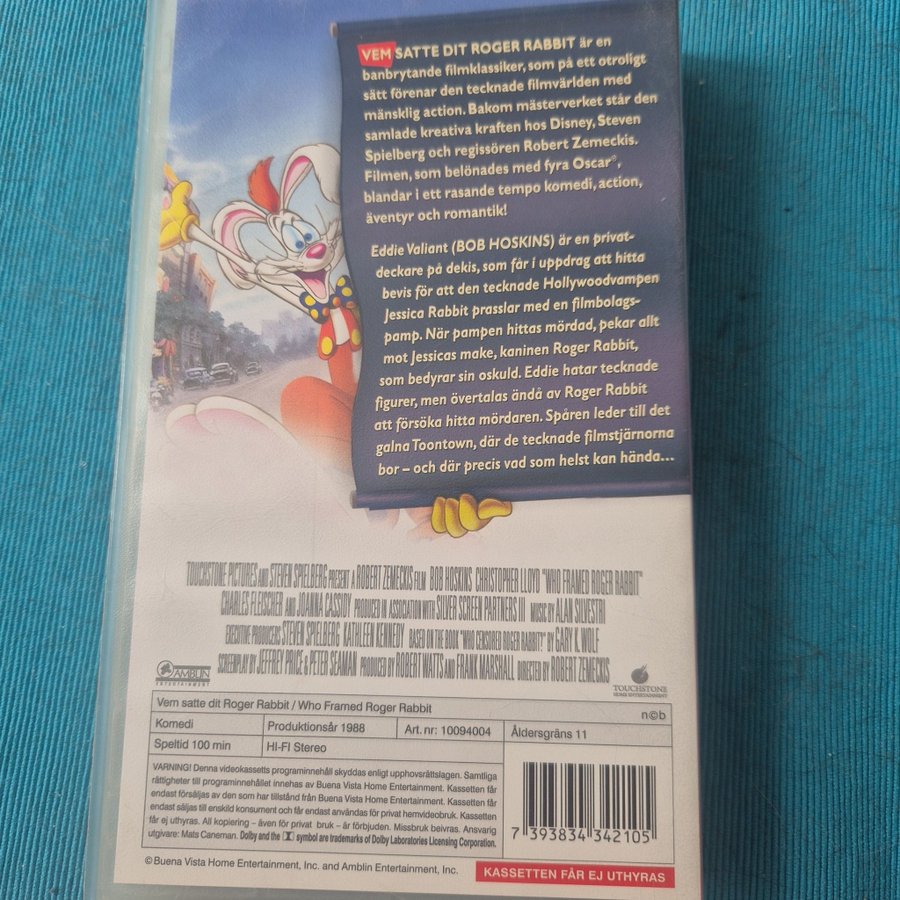 VEM SATTE DIT ROGER RABBIT är en
banbrytande filmklassiker, som på ett otroligt
sätt förenar den tecknade filmvärlden med
mänsklig action. Bakom mästerverket står den
samlade kreativa kraften hos Disney, Steven
Spielberg och regissören Robert Zemeckis.
Filmen, som belönades med fyra Oscar®,
blandar i ett rasande tempo komedi, action,
äventyr och romantik!
Eddie Valiant (BOB HOSKINS) är en privat-
deckare på dekis, som får i uppdrag att hitta
bevis för att den tecknade Hollywoodvampen
Jessica Rabbit prasslar med en filmbolags-
pamp. När pampen hittas mördad, pekar allt
mot Jessicas make, kaninen Roger Rabbit,
som bedyrar sin oskuld. Eddie hatar tecknade
figurer, men övertalas ändå av Roger Rabbit
att försöka hitta mördaren. Spåren leder till det
galna Toontown, där de tecknade filmstjärnorna
bor – och där precis vad som helst kan hända...
TOUCHSTONE PICTURES AND STEVEN SPIELBERG PRESENT A ROBERT ZEMECKIS FILM BOB HOSKINS CHRISTOPHER LLOYD "WHO FRAMED ROGER RABBIT"
CHARLES FLEISCHER AND JOANNA CASSIDY PRODUCED IN ASSOCIATION WITH SILVER SCREEN PARTNERS III MUSIC BY ALAN SILVESTRI
EXECUTIVE PRODUCERS STEVEN SPIELBERG KATHLEEN KENNEDY BASED ON THE BOOK "WHO CENSORED ROGER RABBIT?" BY GARY K. WOLF
SCREENPLAY BY JEFFREY PRICE & PETER SEAMAN PRODUCED BY ROBERT WATTS AND FRANK MARSHALL DIRECTED BY ROBERT ZEMECKIS
AMBLIN
ENTERTAINMENT
TOUCHSTONE
HOME ENTERTAINMENT
Vem satte dit Roger Rabbit / Who Framed Roger Rabbit
n©b
Komedi
Produktionsår 1988
Art.nr: 10094004
Åldersgräns 11
Speltid 100 min
HI-FI Stereo
VARNING! Denna videokassetts programinnehåll skyddas enligt upphovsrättslagen. Samtliga
rättigheter till programinnehållet innehas av Buena Vista Home Entertainment. Kassetten får
endast försäljas av den som har tillstånd från Buena Vista Home Entertainment. Kassetten får
endast säljas till enskild konsument och får endast användas för privat hemvideobruk. Kassetten
får ej uthyras. All kopiering – även för privat bruk – är förbjuden. Missbruk beivras. Ansvarig
utgivare: Mats Caneman. Dolby and the symbol are trademarks of Dolby Laboratories Licensing Corporation.
7 393834 342105
© Buena Vista Home Entertainment, Inc. and Amblin Entertainment, Inc.
KASSETTEN FÅR EJ UTHYRAS